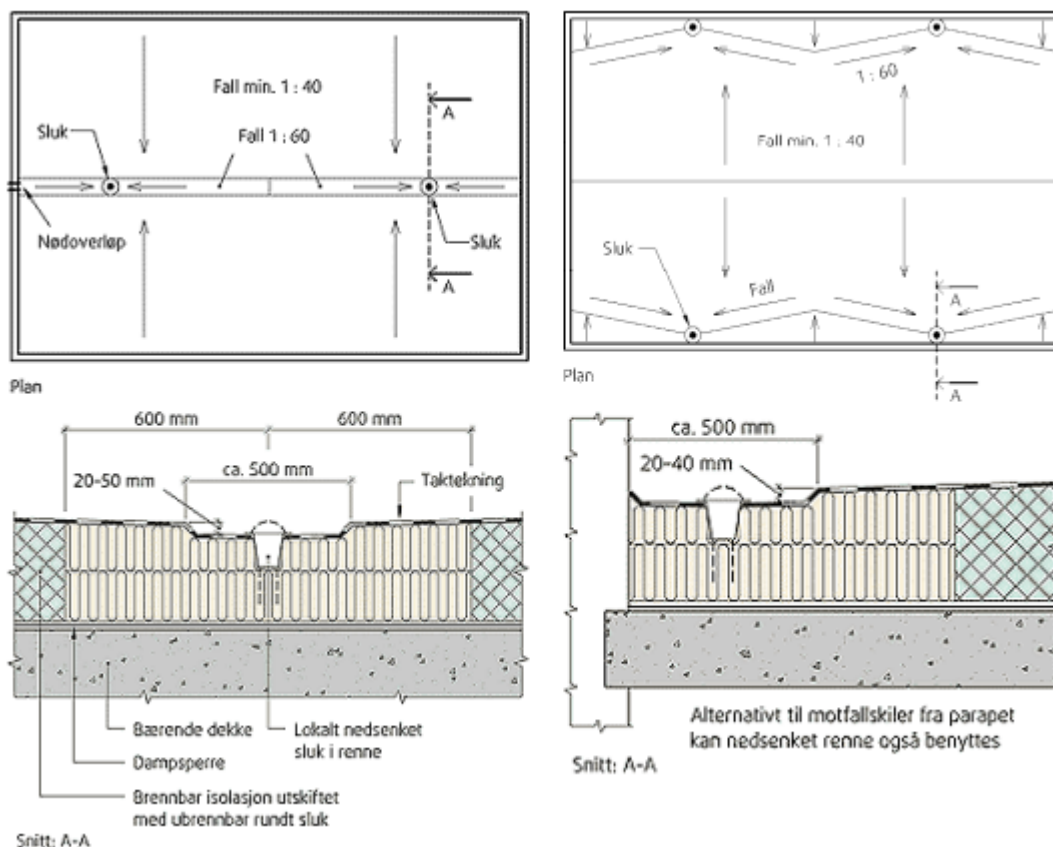 Fall min. 1 : 40
A
Sluk
Fall 1 : 60
Nødoverløp
Sluk
A
Plan
600 mm
600 mm
ca. 500 mm
20-50 mm
Taktekning
Bærende dekke
Lokalt nedsenket
sluk i renne
Dampsperre
Brennbar isolasjon utskiftet
med ubrennbar rundt sluk
Snitt: A-A
1 : 60
Fall min. 1 : 40
Sluk
Fall
A
A
Plan
ca. 500 mm
20-40 mm
Alternativt til motfallskiler fra parapet
kan nedsenket renne også benyttes
Snitt: A-A